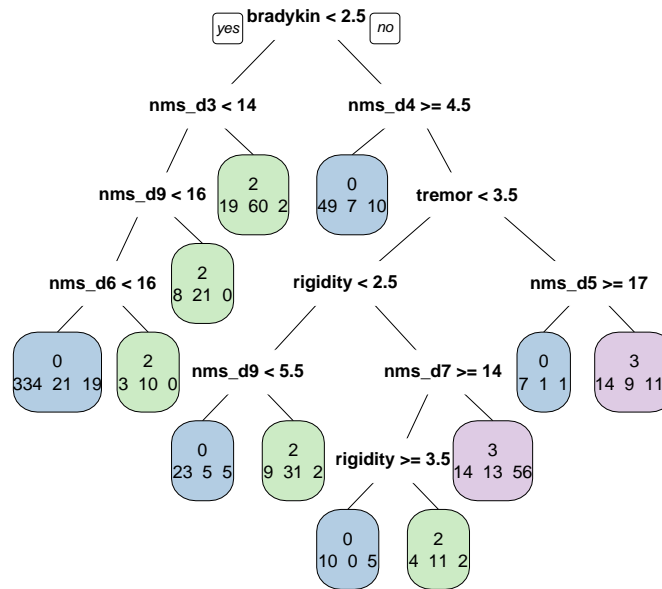 bradykin < 2.5
yes
no
nms_d3 < 14
nms_d4 >= 4.5
nms_d9 < 16
2
19 60 2
0
49 7 10
tremor < 3.5
nms_d6 < 16
2
8 21 0
rigidity < 2.5
nms_d5 >= 17
0
334 21 19
2
3 10 0
nms_d9 < 5.5
nms_d7 >= 14
0
7 1 1
3
14 9 11
0
23 5 5
2
9 31 2
rigidity >= 3.5
3
14 13 56
0
10 0 5
2
4 11 2